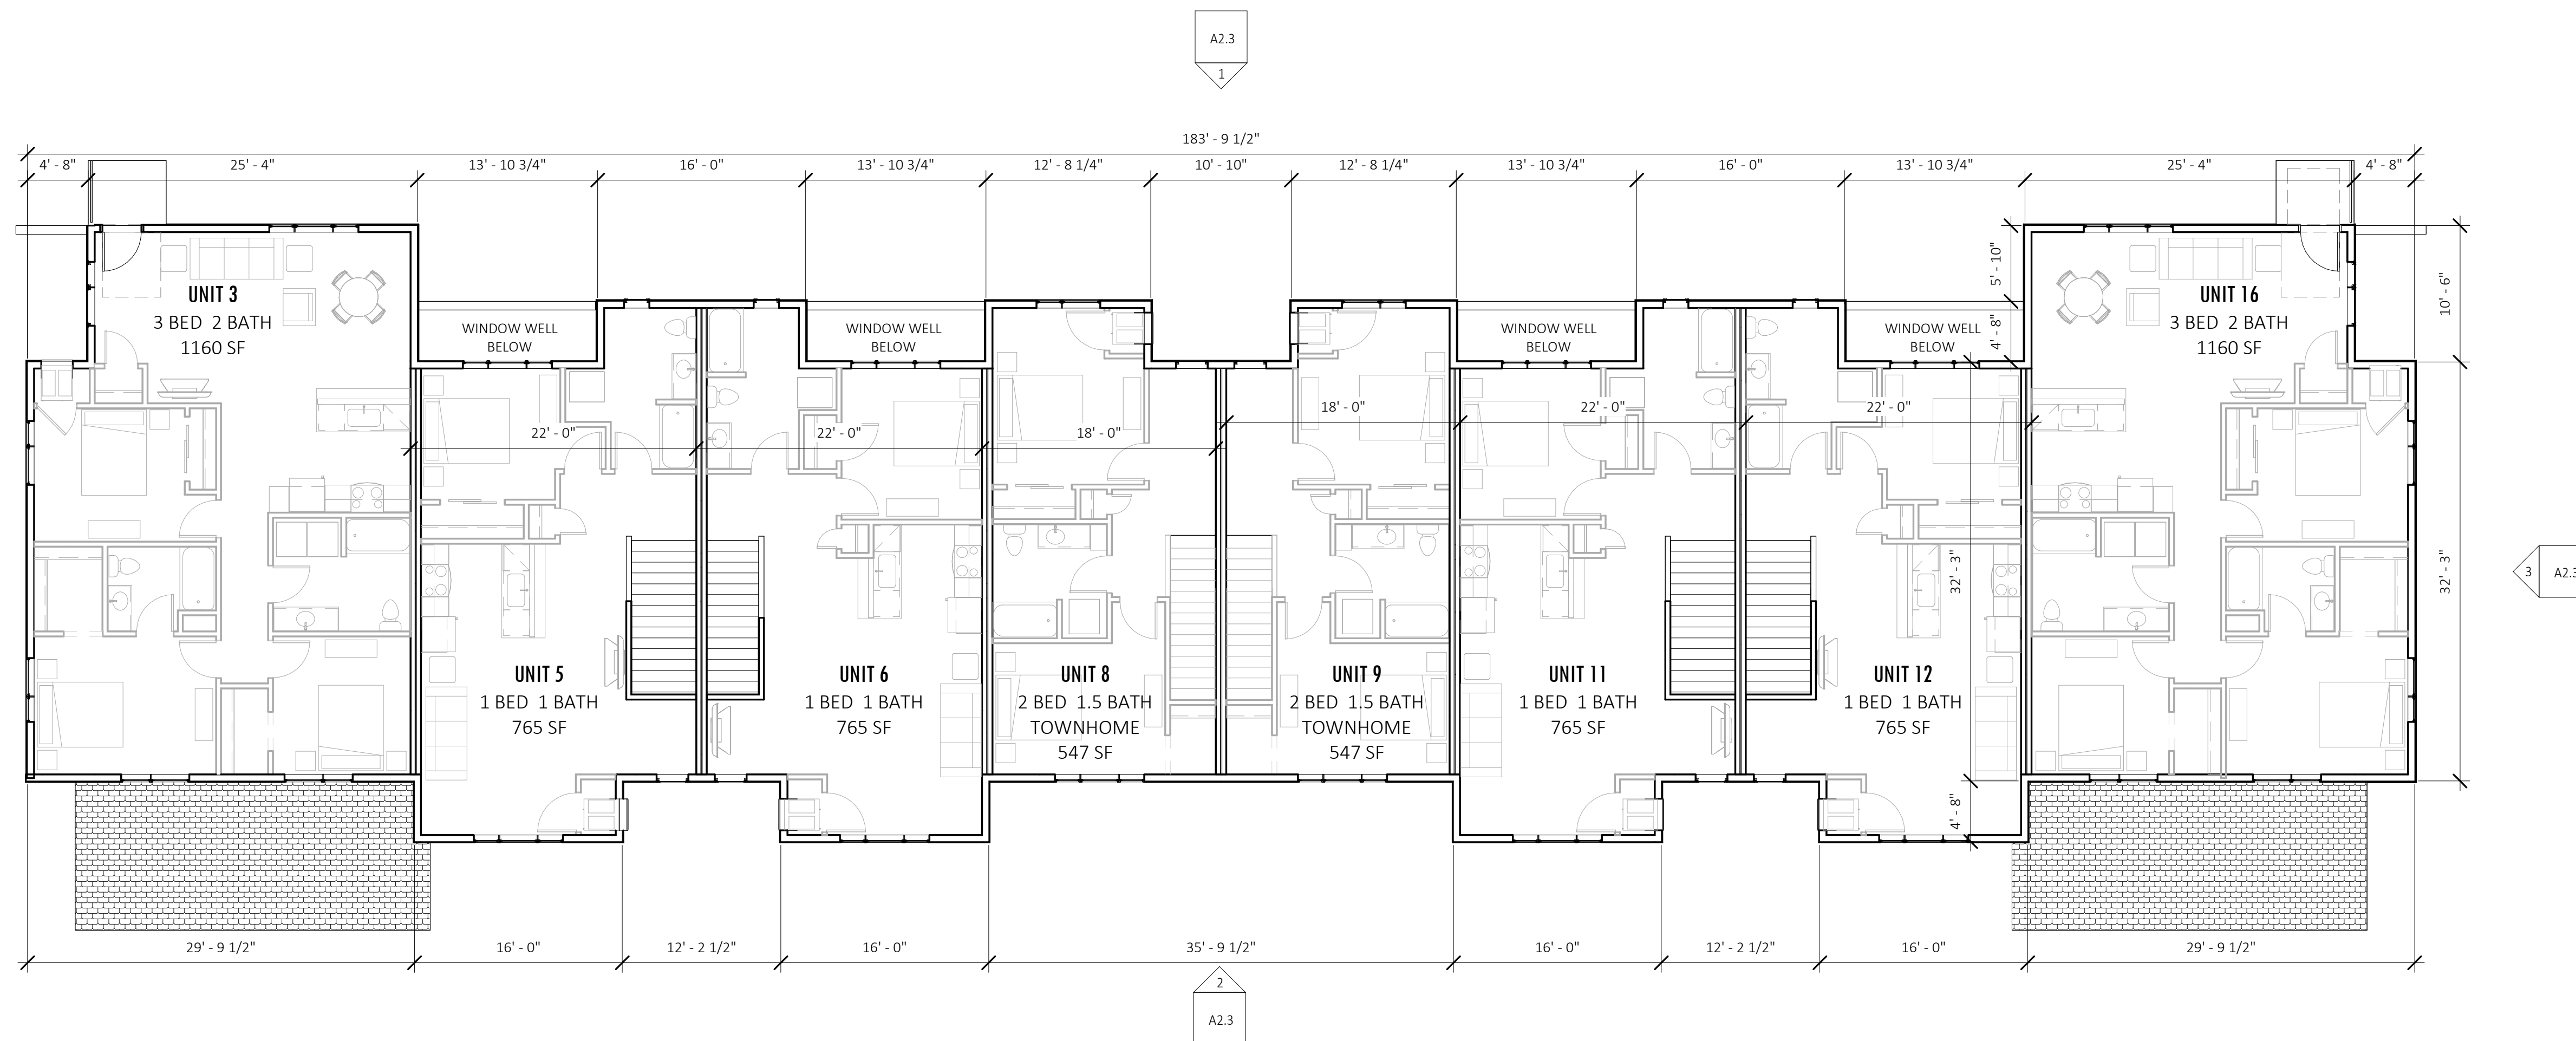 A2.3
1
183' - 9 1/2"
4' - 8"
25' - 4"
13' - 10 3/4"
16' - 0"
13' - 10 3/4"
12' - 8 1/4"
10' - 10"
12' - 8 1/4"
13' - 10 3/4"
16' - 0"
13' - 10 3/4"
25' - 4"
4' - 8"
5' - 10"
4' - 8"
10' - 6"
UNIT 3
3 BED 2 BATH
1160 SF
WINDOW WELL
BELOW
WINDOW WELL
BELOW
WINDOW WELL
BELOW
WINDOW WELL
BELOW
UNIT 16
3 BED 2 BATH
1160 SF
22' - 0"
22' - 0"
18' - 0"
18' - 0"
22' - 0"
22' - 0"
32' - 3"
32' - 3"
3
A2.3
UNIT 5
1 BED 1 BATH
765 SF
UNIT 6
1 BED 1 BATH
765 SF
UNIT 8
2 BED 1.5 BATH
TOWNHOME
547 SF
UNIT 9
2 BED 1.5 BATH
TOWNHOME
547 SF
UNIT 11
1 BED 1 BATH
765 SF
UNIT 12
1 BED 1 BATH
765 SF
4' - 8"
29' - 9 1/2"
16' - 0"
12' - 2 1/2"
16' - 0"
35' - 9 1/2"
16' - 0"
12' - 2 1/2"
16' - 0"
29' - 9 1/2"
2
A2.3